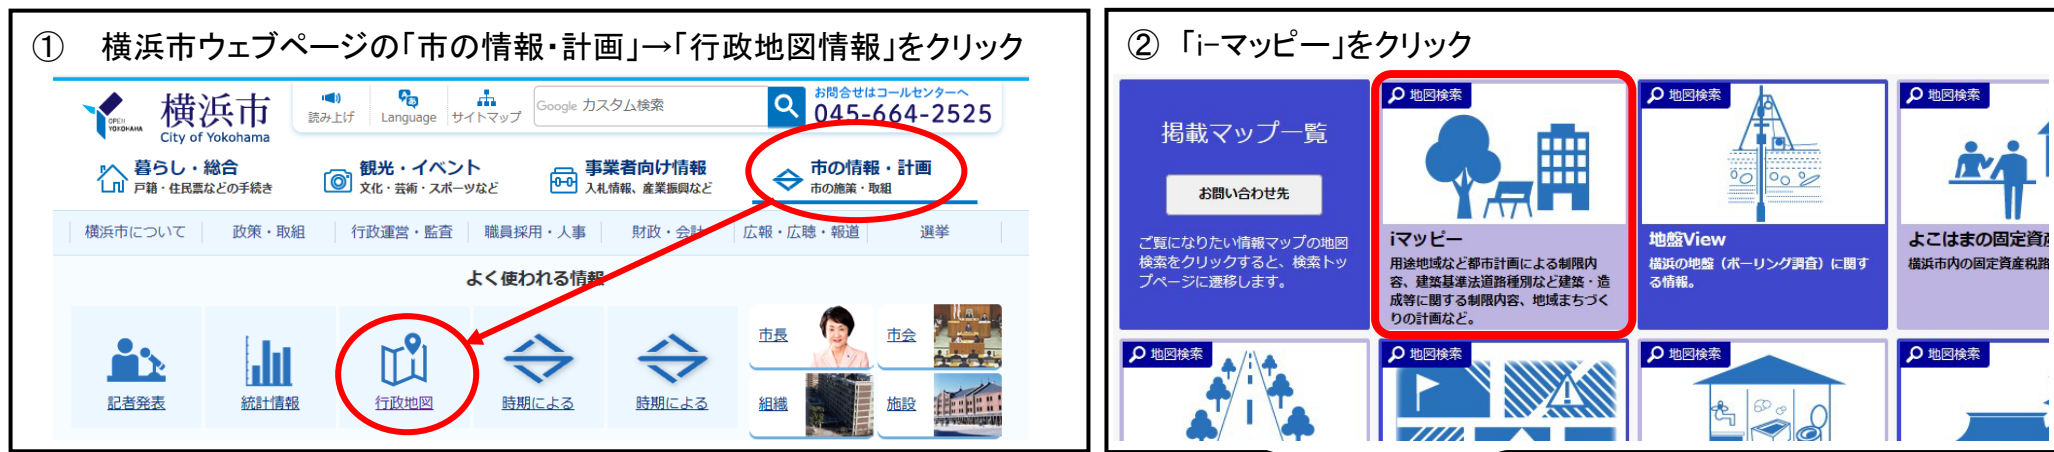 ① 横浜市ウェブページの「市の情報・計画」→「行政地図情報」をクリック
OPEN YOKOHAMA
横浜市
City of Yokohama
読み上げ
Language
サイトマップ
Google カスタム検索
お問合せはコールセンターへ
045-664-2525
暮らし・総合
戸籍・住民票などの手続き
観光・イベント
文化・芸術・スポーツなど
事業者向け情報
入札情報、産業振興など
市の情報・計画
市の施策・取組
横浜市について
政策・取組
行政運営・監査
職員採用・人事
財政・会計
広報・広聴・報道
選挙
よく使われる情報
記者発表
統計情報
行政地図
時期による
時期による
市長
市会
組織
施設
② 「i-マッピー」をクリック
掲載マップ一覧
お問い合わせ先
ご覧になりたい情報マップの地図
検索をクリックすると、検索トッ
プページに遷移します。
地図検索
iマッピー
用途地域など都市計画による制限内
容、建築基準法道路種別など建築・造
成等に関する制限内容、地域まちづく
りの計画など。
地図検索
地盤View
横浜の地盤（ボーリング調査）に関す
る情報。
地図検索
よこはまの固定資産
横浜市内の固定資産税路
地図検索
地図検索
地図検索
地図検索